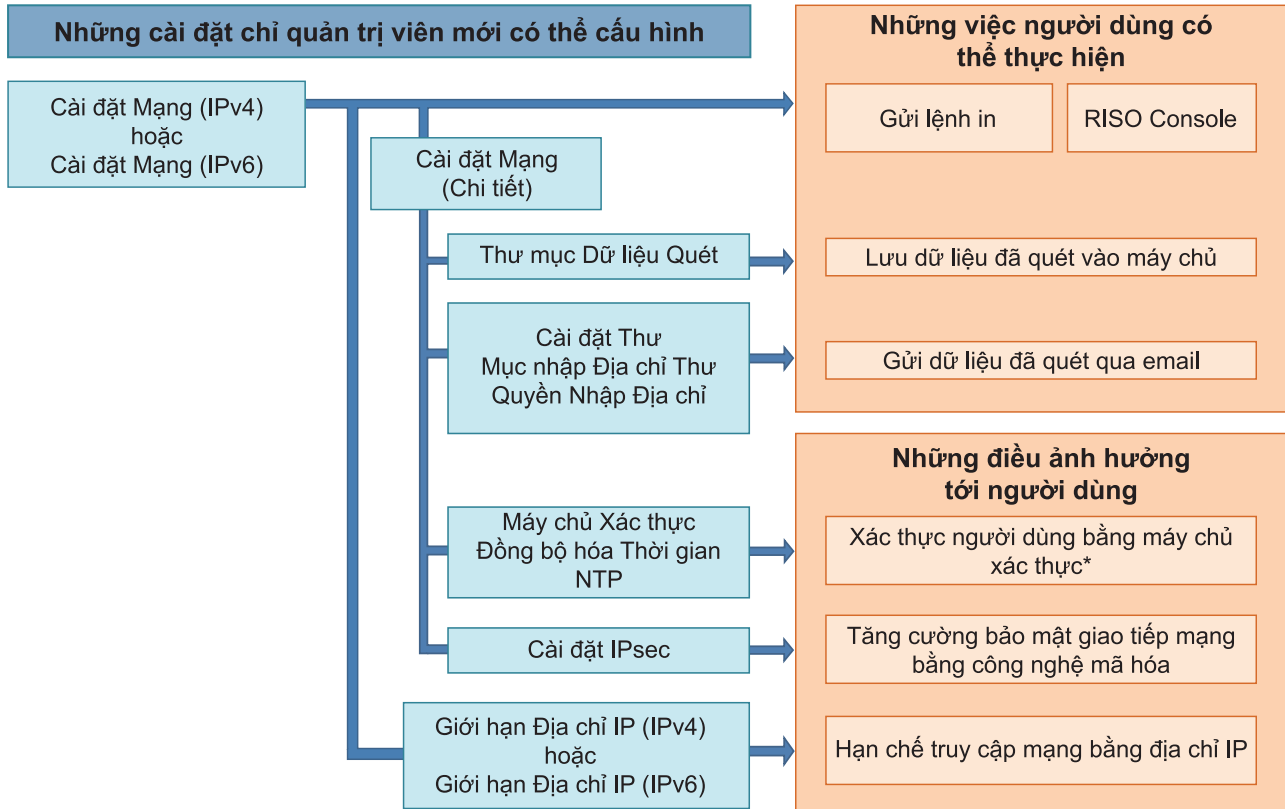 Những cài đặt chỉ quản trị viên mới có thể cấu hình
Cài đặt Mạng (IPv4)
hoặc
Cài đặt Mạng (IPv6)
Cài đặt Mạng
(Chi tiết)
Thư mục Dữ liệu Quét
Cài đặt Thư
Mục nhập Địa chỉ Thư
Quyền Nhập Địa chỉ
Máy chủ Xác thực
Đồng bộ hóa Thời gian
NTP
Cài đặt IPsec
Giới hạn Địa chỉ IP (IPv4)
hoặc
Giới hạn Địa chỉ IP (IPv6)
Những việc người dùng có
thể thực hiện
Gửi lệnh in
RISO Console
Lưu dữ liệu đã quét vào máy chủ
Gửi dữ liệu đã quét qua email
Những điều ảnh hưởng
tới người dùng
Xác thực người dùng bằng máy chủ
xác thực*
Tăng cường bảo mật giao tiếp mạng
bằng công nghệ mã hóa
Hạn chế truy cập mạng bằng địa chỉ IP